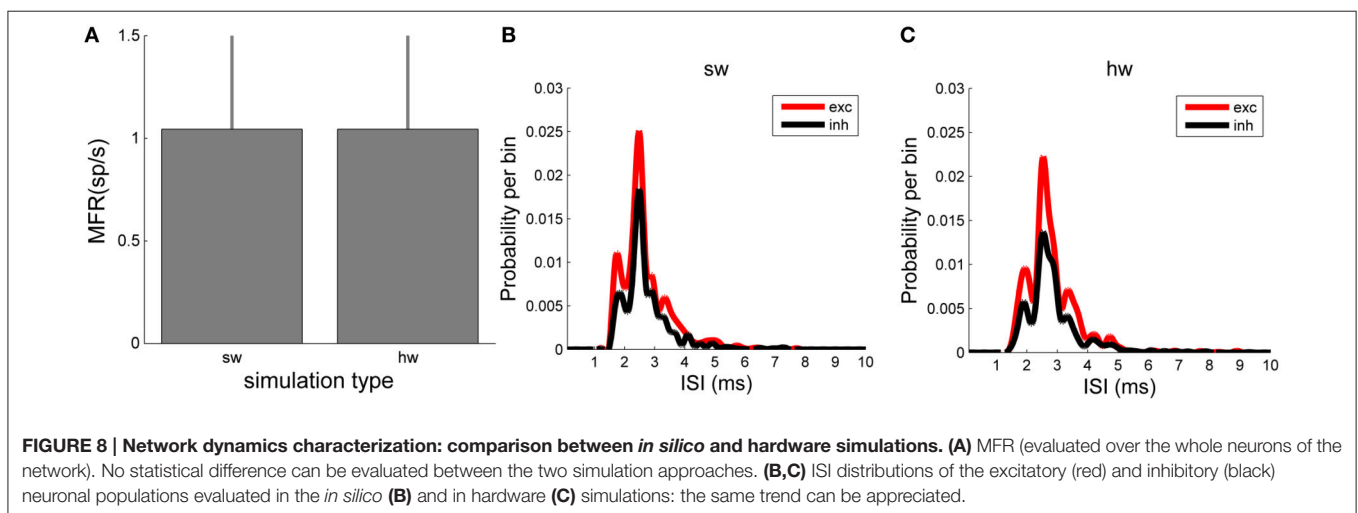 A
1.5
1
0.5
0
MFR(sp/s)
sw
hw
simulation type
B
sw
0.03
0.025
0.02
0.015
0.01
0.005
0
Probability per bin
exc
inh
1 2 3 4 5 6 7 8 9 10
ISI (ms)
C
hw
0.03
0.025
0.02
0.015
0.01
0.005
0
Probability per bin
exc
inh
1 2 3 4 5 6 7 8 9 10
ISI (ms)
FIGURE 8 | Network dynamics characterization: comparison between in silico and hardware simulations. (A) MFR (evaluated over the whole neurons of the
network). No statistical difference can be evaluated between the two simulation approaches. (B,C) ISI distributions of the excitatory (red) and inhibitory (black)
neuronal populations evaluated in the in silico (B) and in hardware (C) simulations: the same trend can be appreciated.